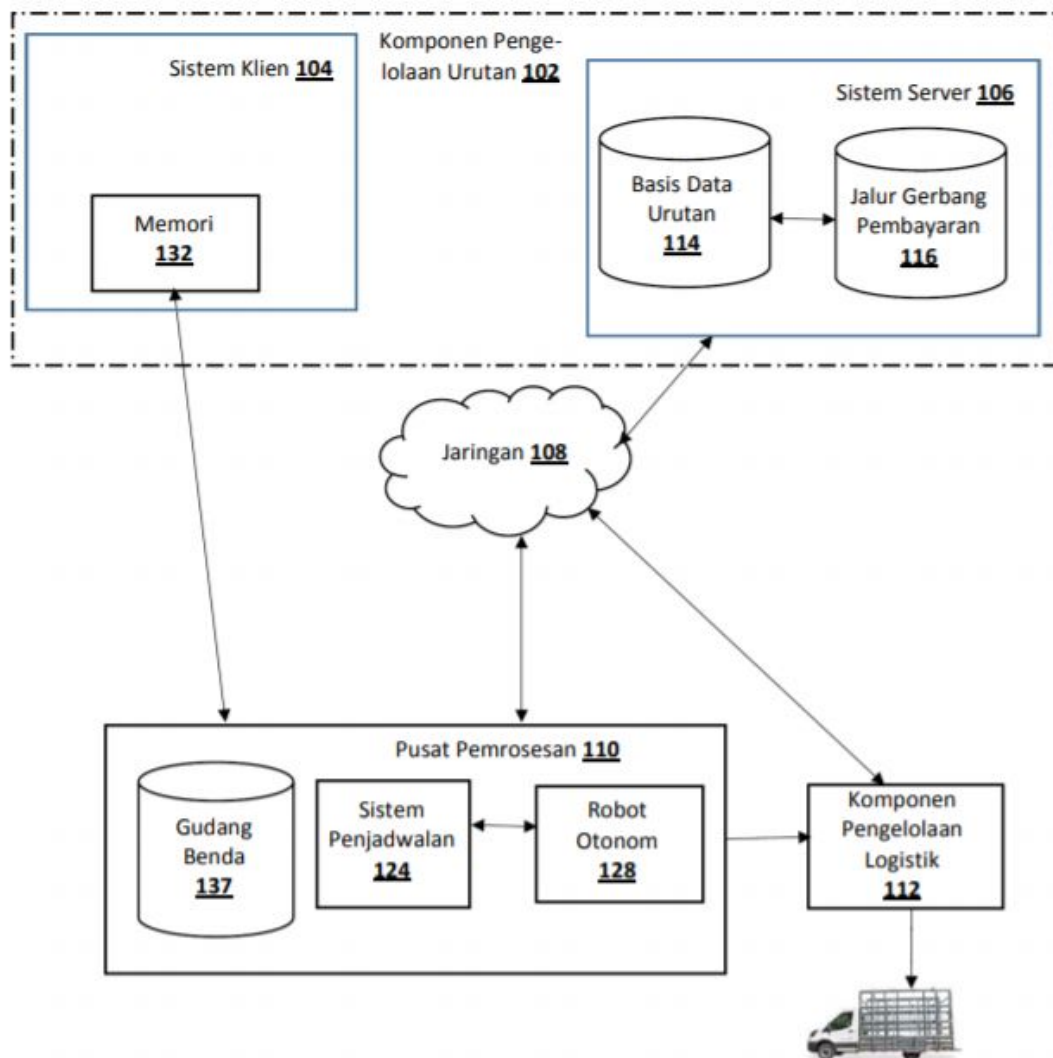 Komponen Penge-
lolaan Urutan 102
Sistem Klien 104
Memori
132
Sistem Server 106
Basis Data
Urutan
114
Jalur Gerbang
Pembayaran
116
Jaringan 108
Pusat Pemrosesan 110
Gudang
Benda
137
Sistem
Penjadwalan
124
Robot
Otonom
128
Komponen
Pengelolaan
Logistik
112